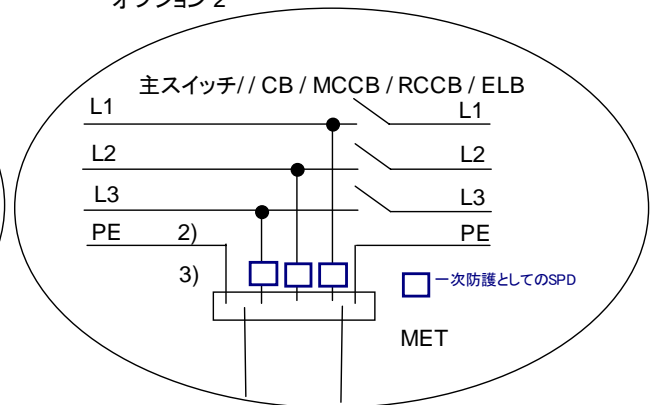 オプション 2
主スイッチ/ / CB / MCCB / RCCB / ELB
L1 L1
L2 L2
L3 L3
PE 2) PE
3)
一次防護としてのSPD
MET